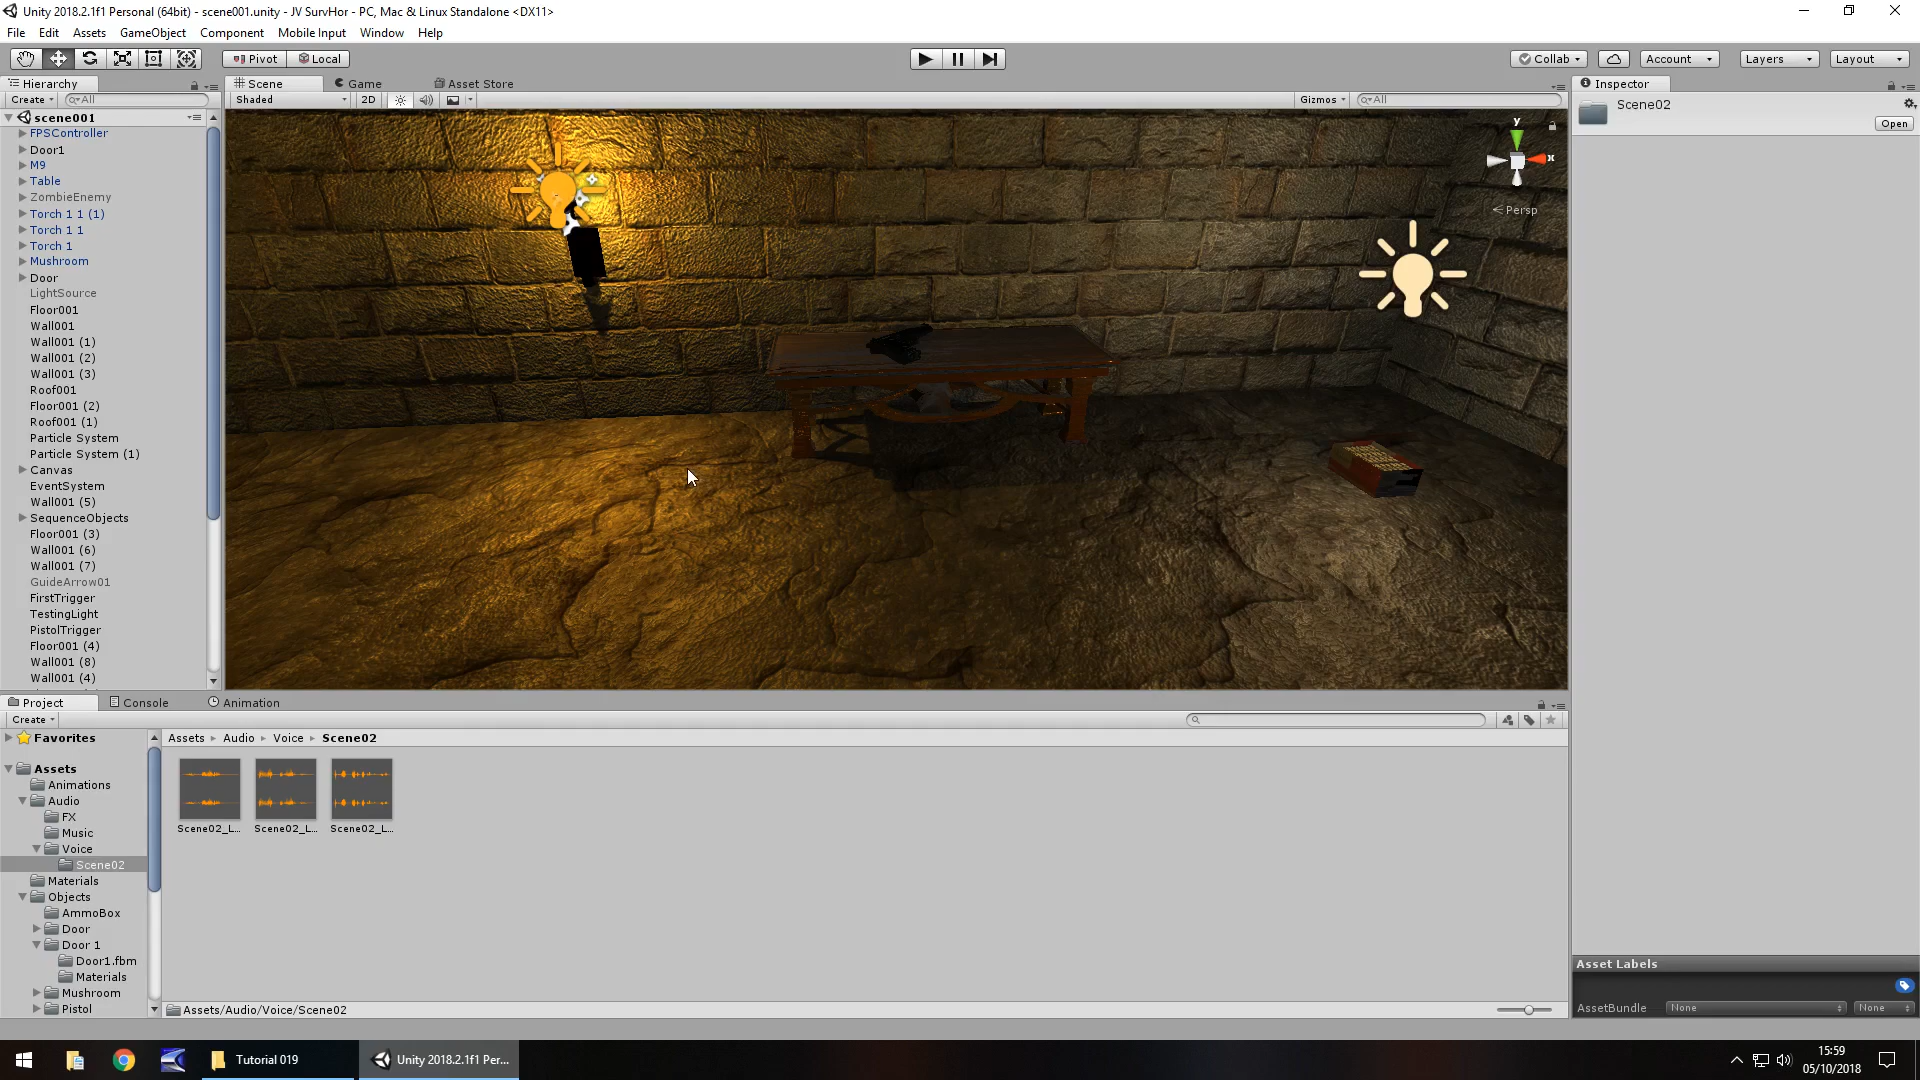 Unity 2018.2.1f1 Personal (64bit) - scene001.unity - JV SurvHor - PC, Mac & Linux Standalone <DX11>
File Edit Assets GameObject Component Mobile Input Window Help
Pivot Local Collab Account Layers Layout
Hierarchy Scene Game Asset Store Inspector
Create All Shaded 2D Gizmos All Scene02
Open
scene001
FPSController
Door1
M9
Table
ZombieEnemy
Torch 1 1 (1)
Torch 1 1
Torch 1
Mushroom
Door
LightSource
Floor001
Wall001
Wall001 (1)
Wall001 (2)
Wall001 (3)
Roof001
Floor001 (2)
Roof001 (1)
Particle System
Particle System (1)
Canvas
EventSystem
Wall001 (5)
SequenceObjects
Floor001 (3)
Wall001 (6)
Wall001 (7)
GuideArrow01
FirstTrigger
TestingLight
PistolTrigger
Floor001 (4)
Wall001 (8)
Wall001 (4)
y
x
Persp
Project Console Animation
Create
Favorites
Assets
Animations
Audio
FX
Music
Voice
Scene02
Materials
Objects
AmmoBox
Door
Door 1
Door1.fbm
Materials
Mushroom
Pistol
Assets Audio Voice Scene02
Scene02_L... Scene02_L... Scene02_L...
Assets/Audio/Voice/Scene02
Asset Labels
AssetBundle None None
Tutorial 019 Unity 2018.2.1f1 Per...
15:59
05/10/2018